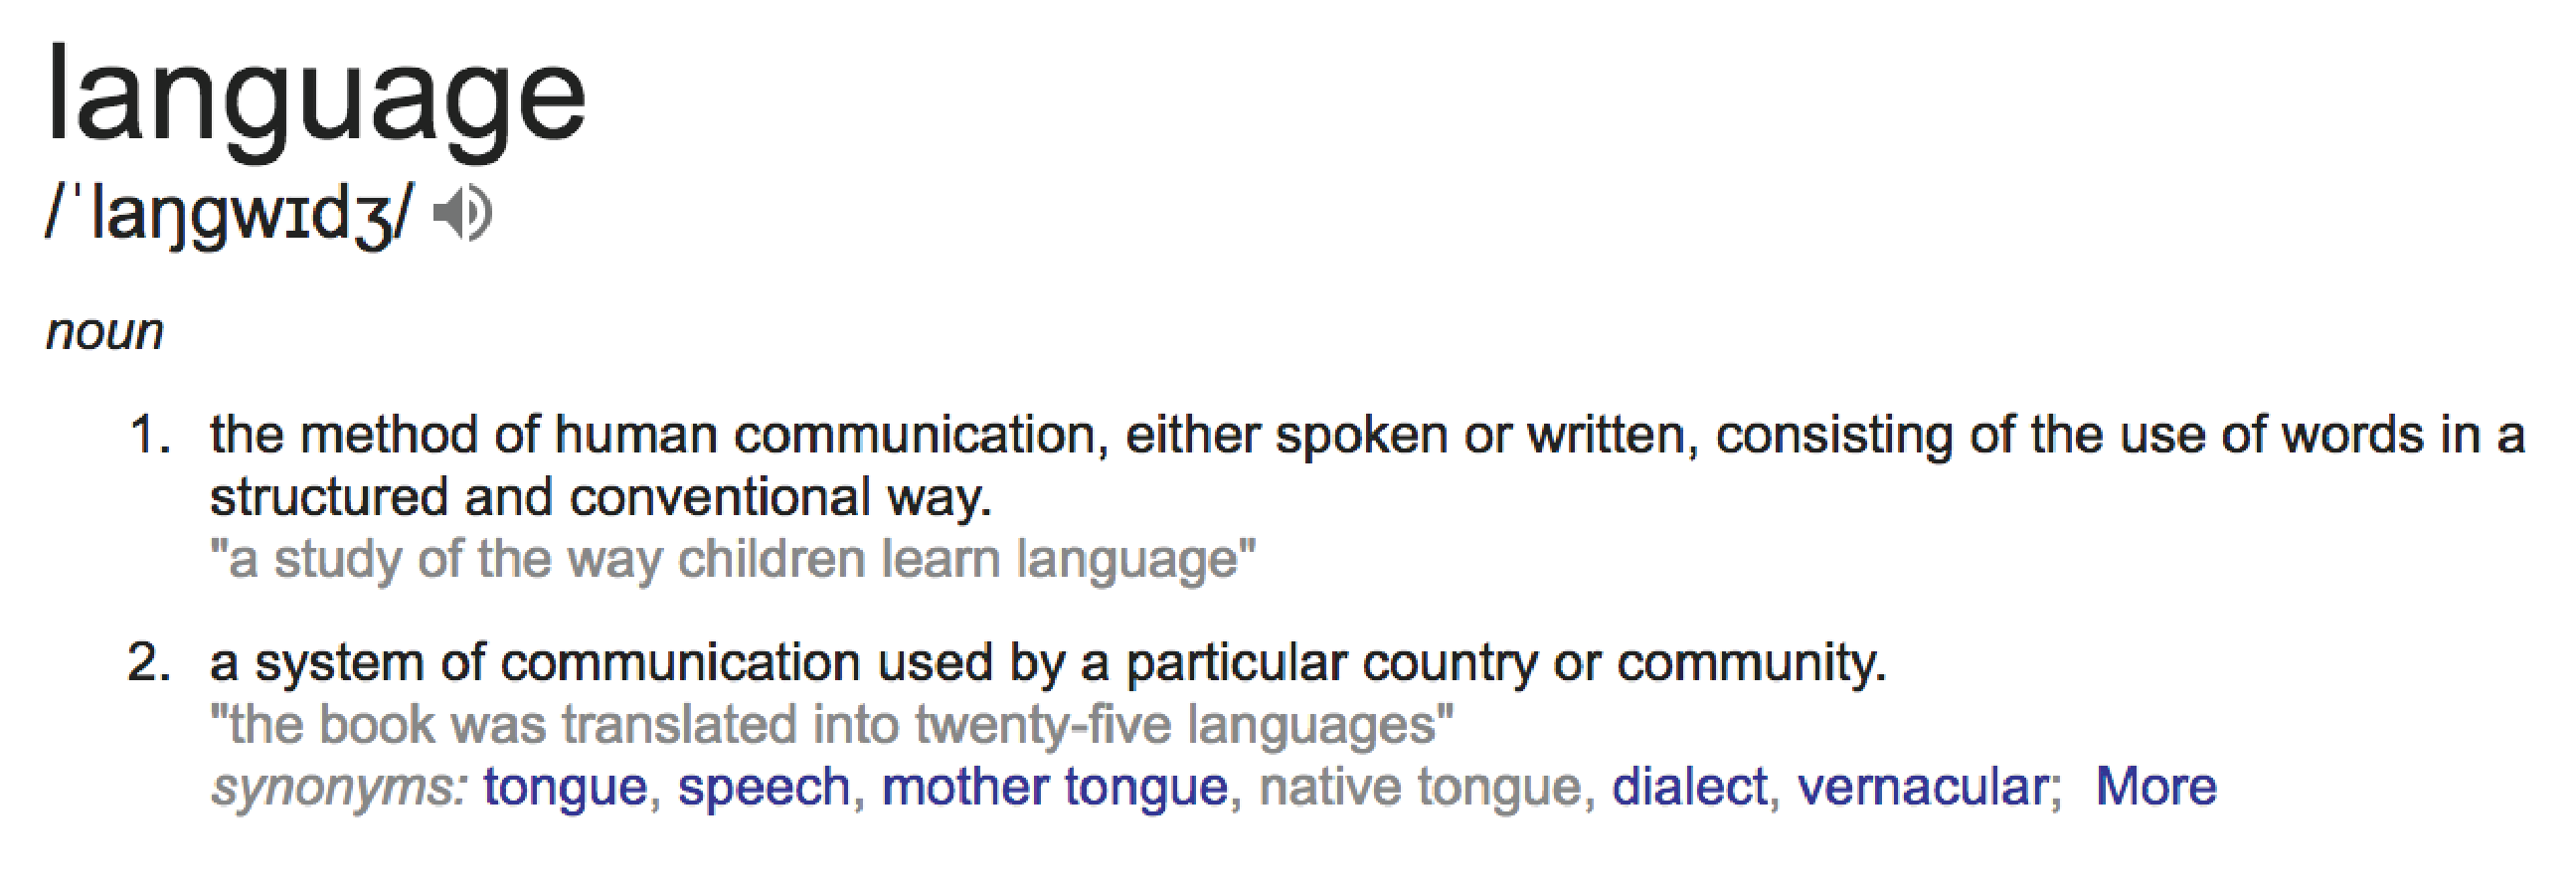 language
/ˈlaŋɡwɪdʒ/
noun
1. the method of human communication, either spoken or written, consisting of the use of words in a
structured and conventional way.
"a study of the way children learn language"
2. a system of communication used by a particular country or community.
"the book was translated into twenty-five languages"
synonyms: tongue, speech, mother tongue, native tongue, dialect, vernacular; More